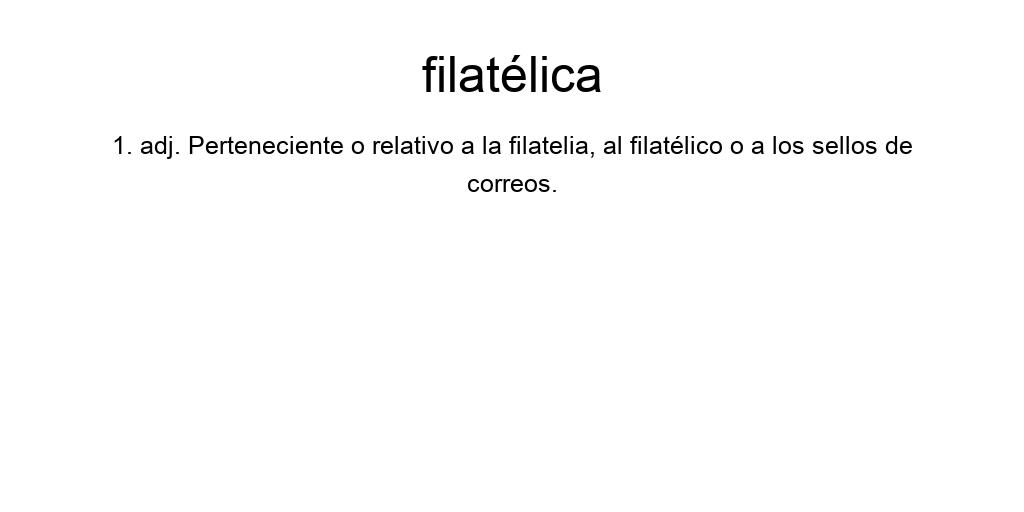 filatélica
1. adj. Perteneciente o relativo a la filatelia, al filatélico o a los sellos de
correos.